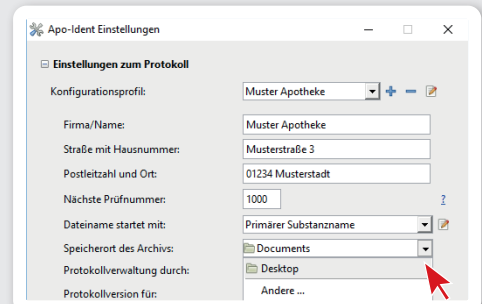 Apo-Ident Einstellungen
Einstellungen zum Protokoll
Konfigurationsprofil: Muster Apotheke
Firma/Name: Muster Apotheke
Straße mit Hausnummer: Musterstraße 3
Postleitzahl und Ort: 01234 Musterstadt
Nächste Prüfnummer: 1000 ?
Dateiname startet mit: Primärer Substanzname
Speicherort des Archivs: Documents
Protokollverwaltung durch: Desktop
Protokollversion für: Andere ...